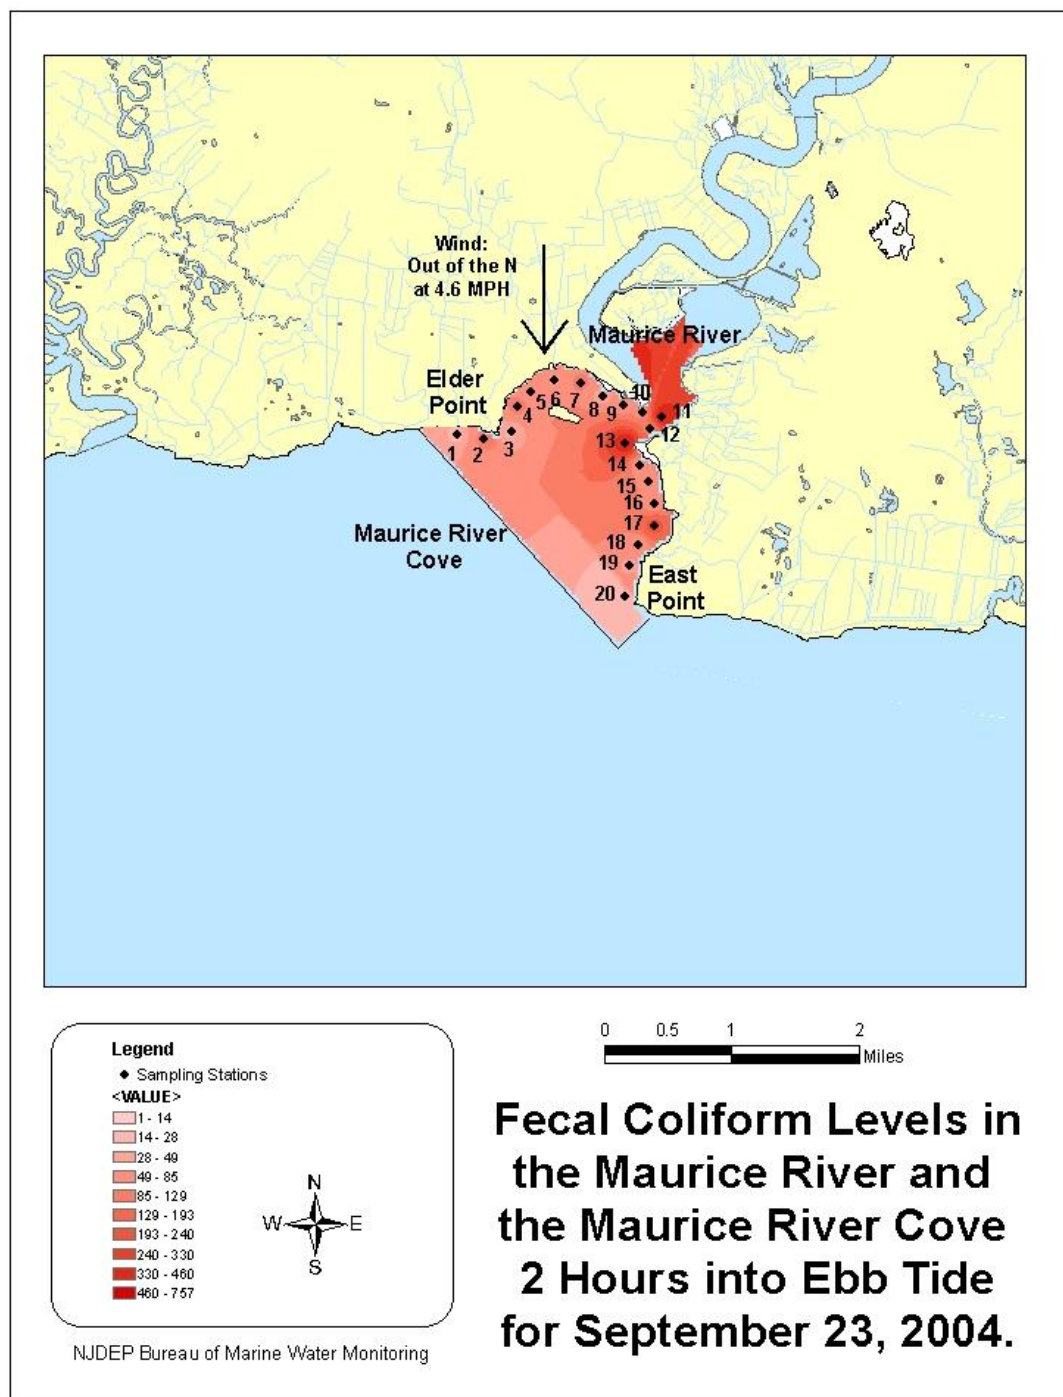 Wind:
Out of the N
at 4.6 MPH
Maurice River
Elder
Point
1
2
3
4
5
6
7
8
9
10
11
12
13
14
15
16
17
18
19
20
Maurice River
Cove
East
Point
Legend
Sampling Stations
<VALUE>
1 - 14
14 - 28
28 - 49
49 - 85
85 - 129
129 - 193
193 - 240
240 - 330
330 - 460
460 - 757
N
W E
S
0 0.5 1 2
Miles
Fecal Coliform Levels in
the Maurice River and
the Maurice River Cove
2 Hours into Ebb Tide
for September 23, 2004.
NJDEP Bureau of Marine Water Monitoring